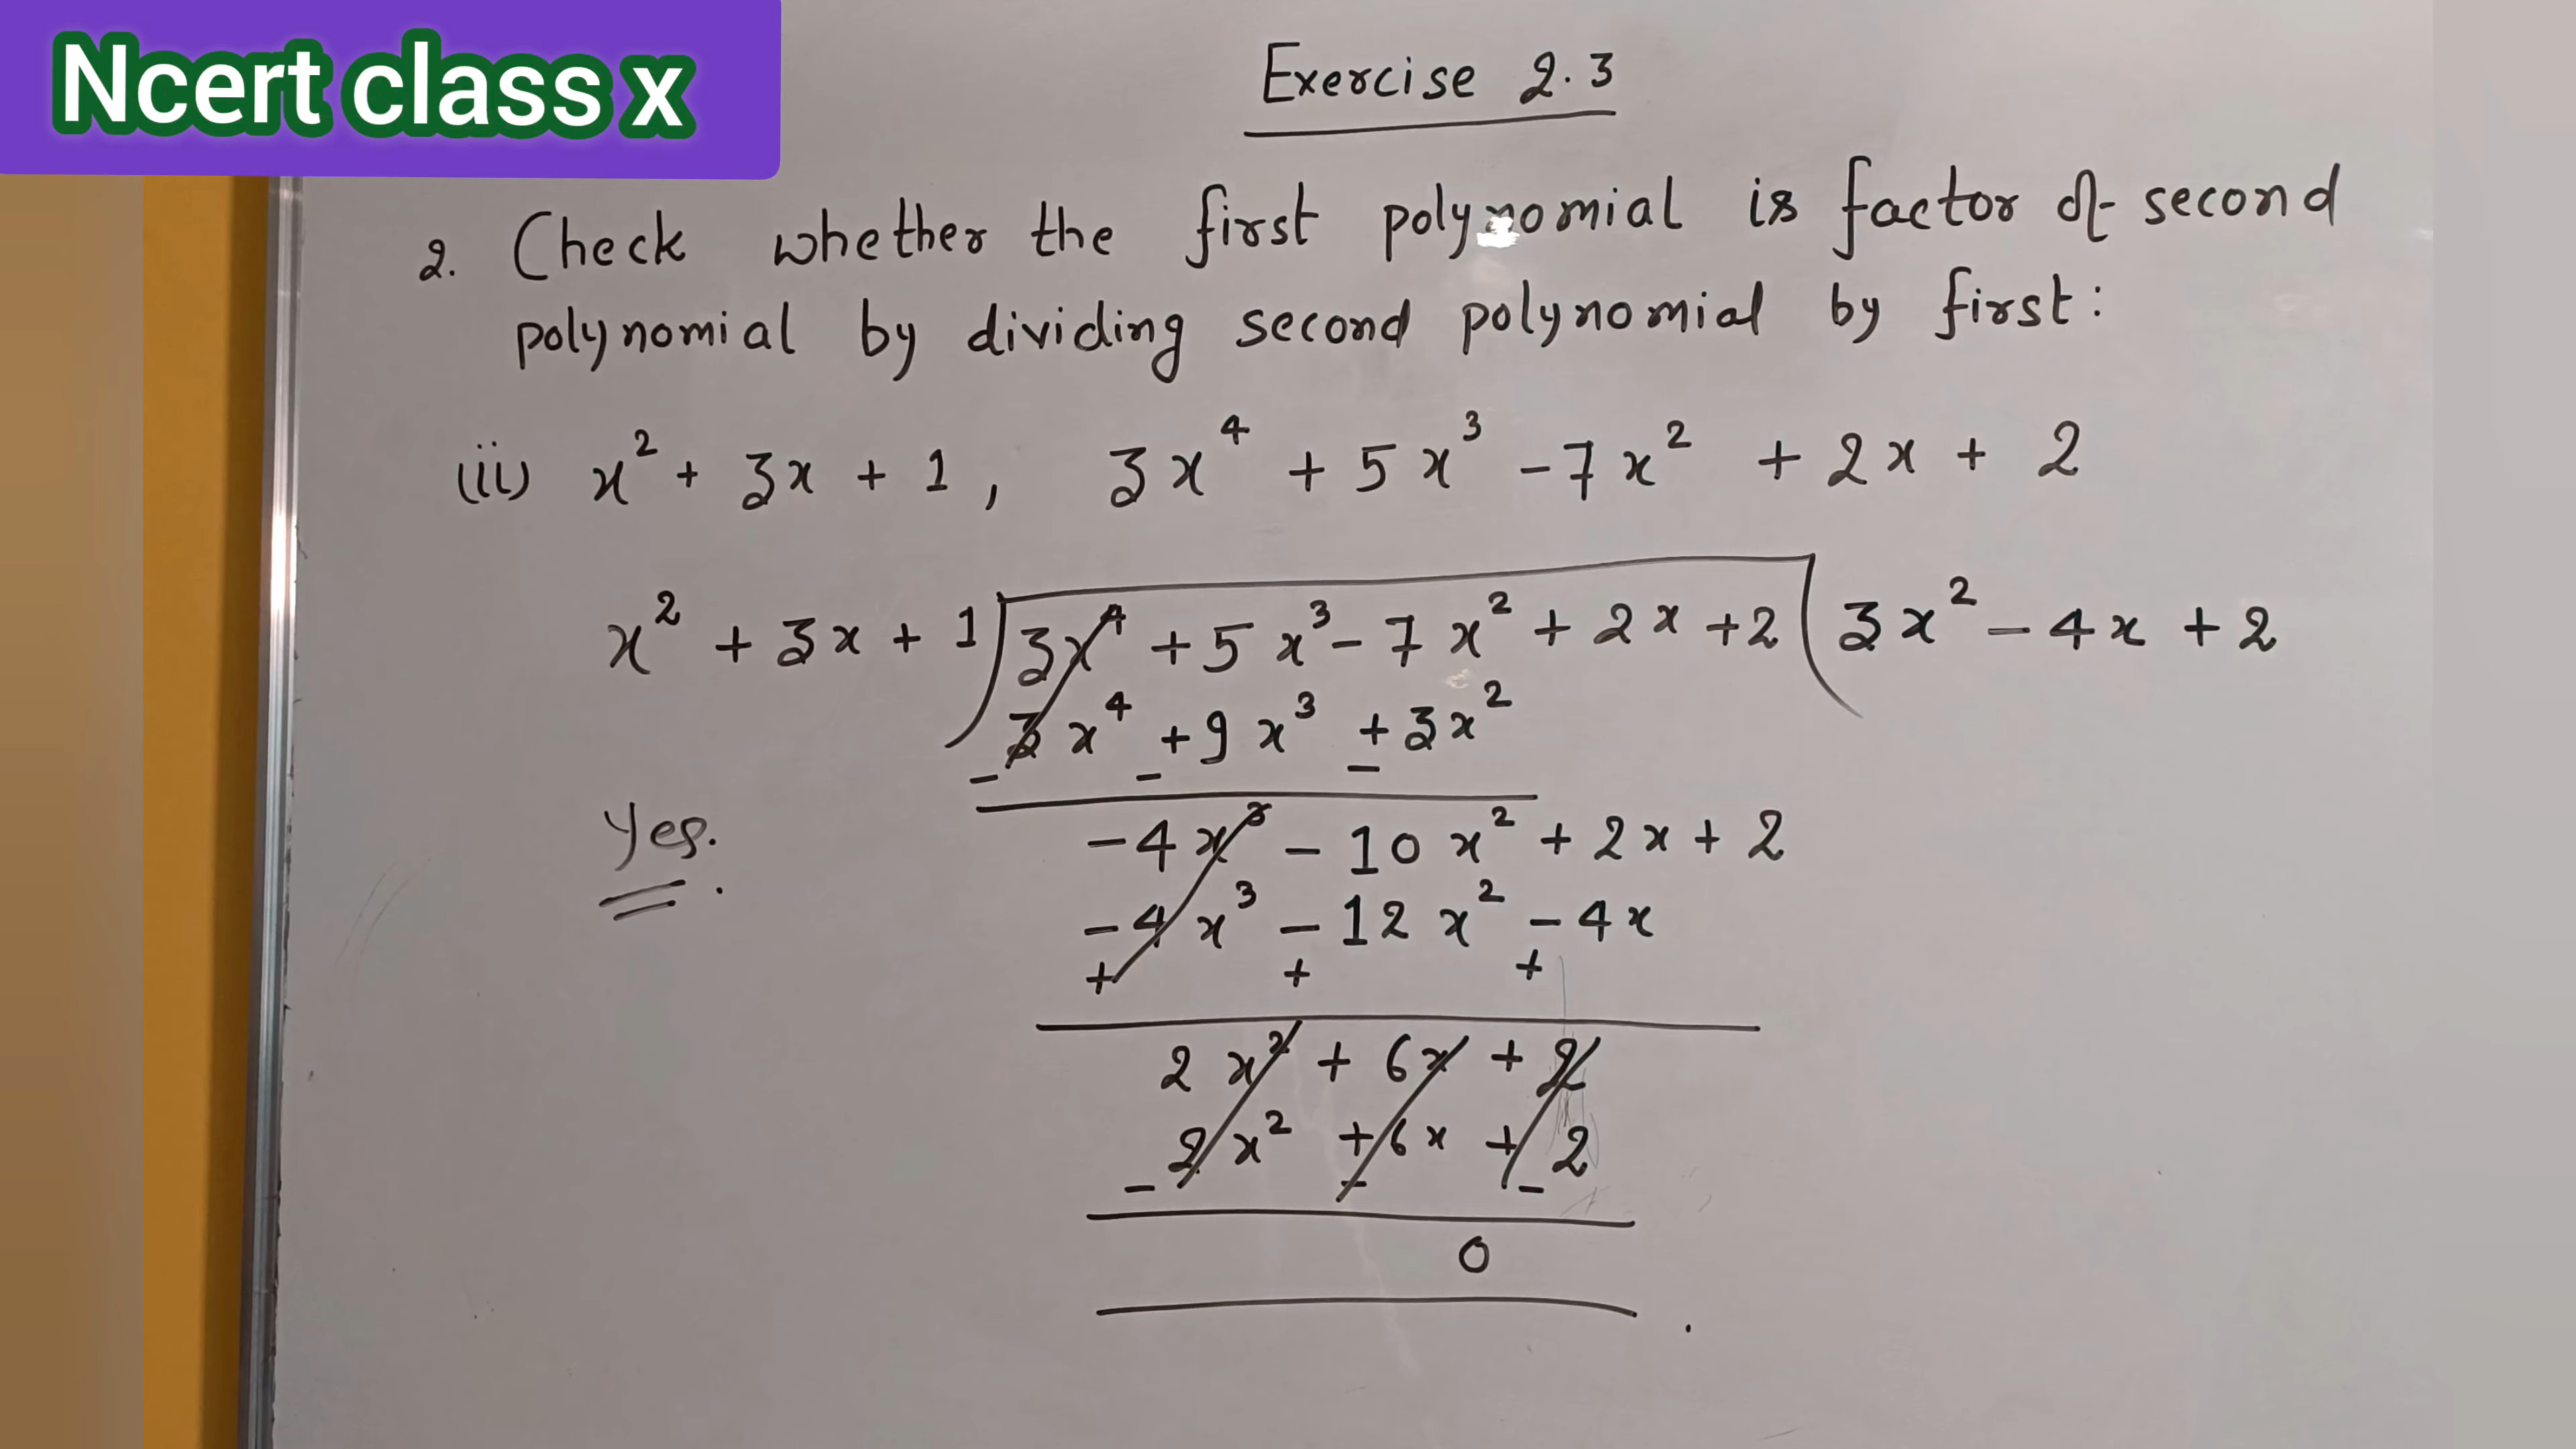 Ncert class x
Exercise 2.3
2. Check whether the first polynomial is factor of second
polynomial by dividing second polynomial by first:
(ii) x² + 3x + 1, 3x⁴ + 5x³ - 7x² + 2x + 2
x² + 3x + 1) 3x⁴ + 5x³ - 7x² + 2x + 2 ( 3x² - 4x + 2
3x⁴ + 9x³ + 3x²
- - -
Yes.
-4x³ - 10x² + 2x + 2
-4x³ - 12x² - 4x
+ + +
2x² + 6x + 2
2x² + 6x + 2
- - -
0